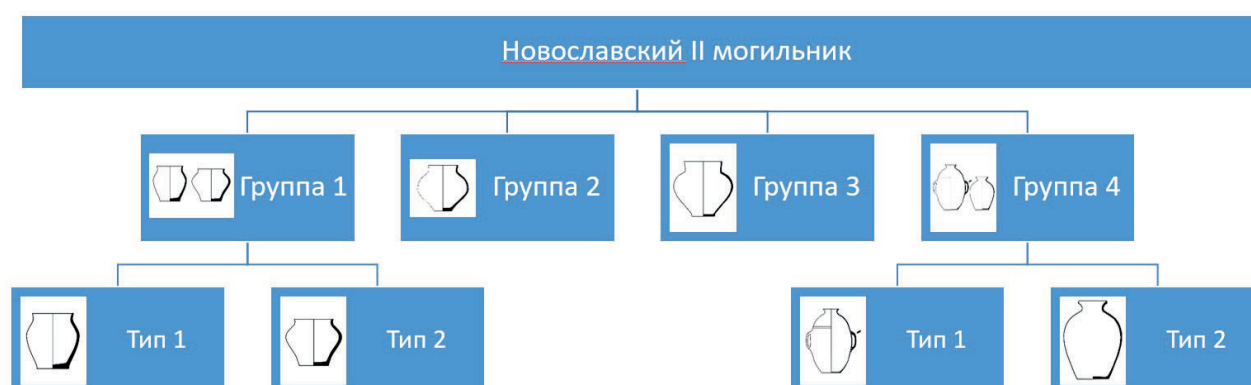 Новославский II могильник
Группа 1
Группа 2
Группа 3
Группа 4
Тип 1
Тип 2
Тип 1
Тип 2